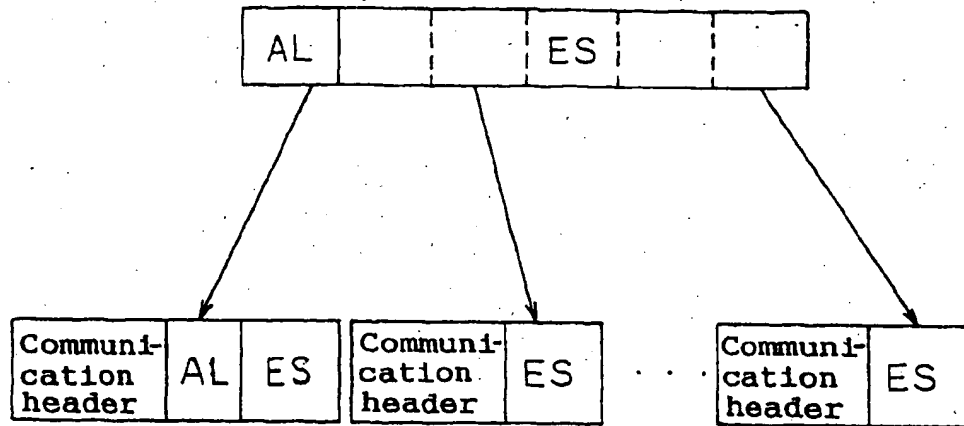 AL ES
Communi- Communi- Communi-
cation AL ES cation ES . . . cation ES
header header header